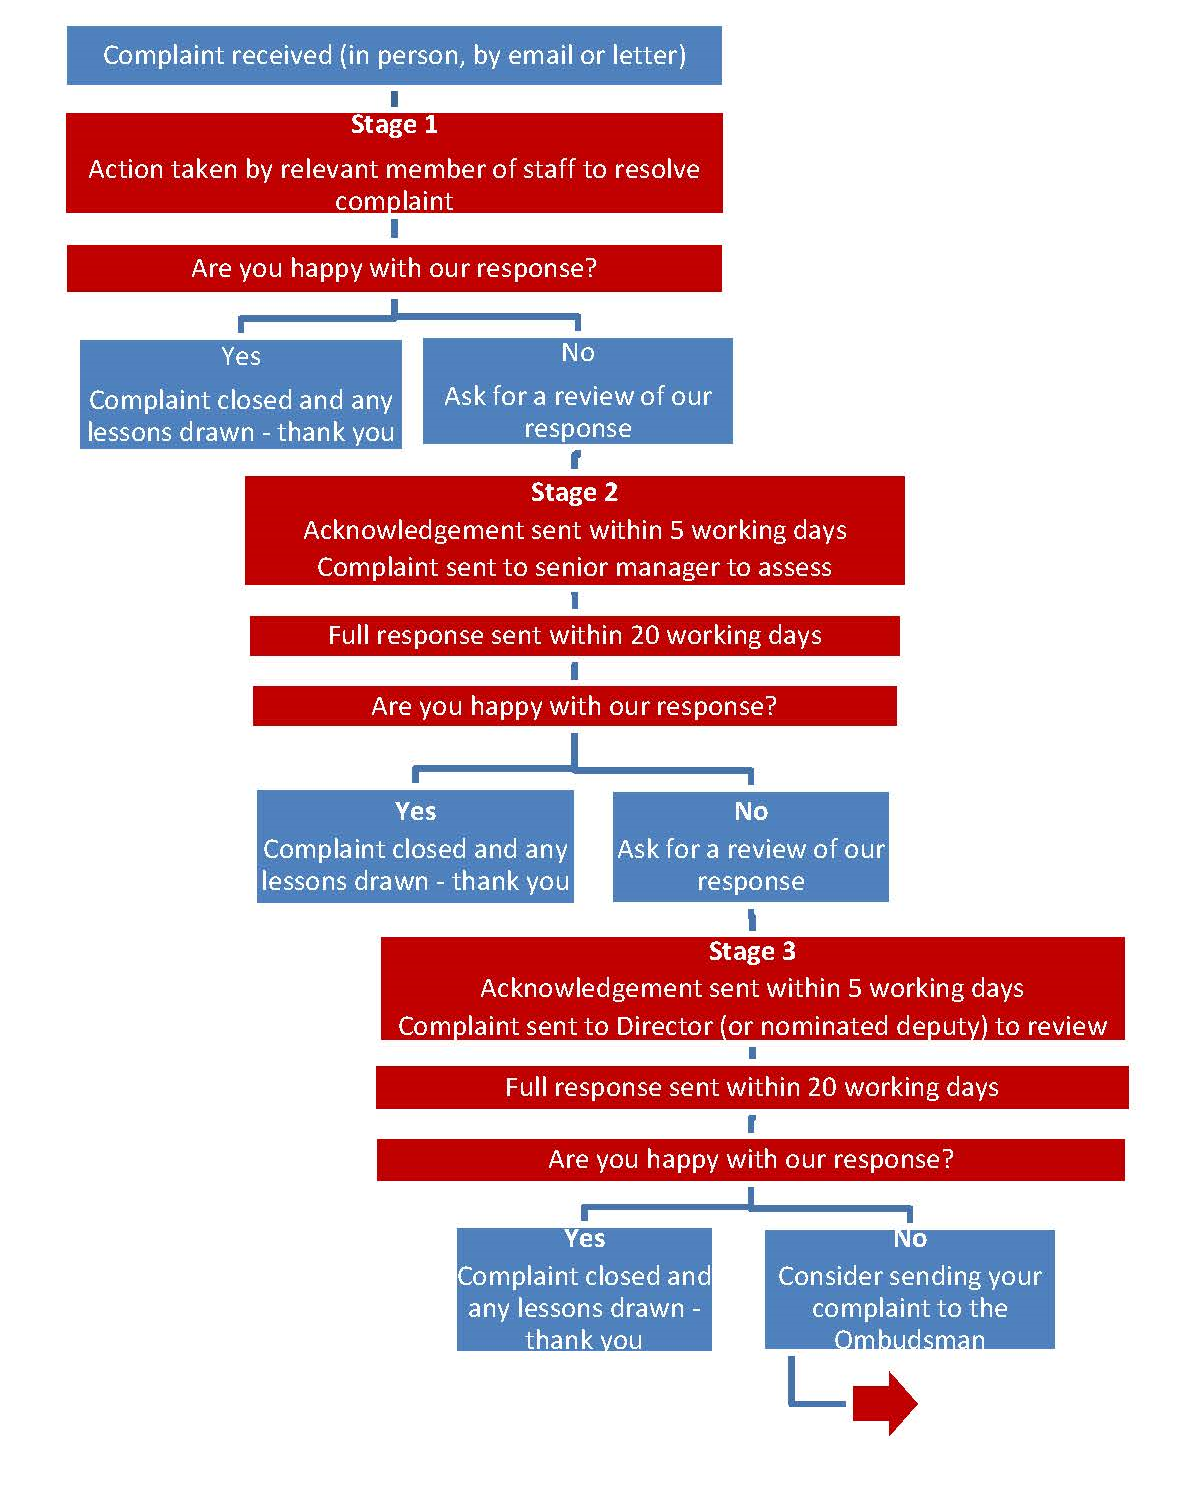 Complaint received (in person, by email or letter)
Stage 1
Action taken by relevant member of staff to resolve
complaint
Are you happy with our response?
Yes
Complaint closed and any
lessons drawn - thank you
No
Ask for a review of our
response
Stage 2
Acknowledgement sent within 5 working days
Complaint sent to senior manager to assess
Full response sent within 20 working days
Are you happy with our response?
Yes
Complaint closed and any
lessons drawn - thank you
No
Ask for a review of our
response
Stage 3
Acknowledgement sent within 5 working days
Complaint sent to Director (or nominated deputy) to review
Full response sent within 20 working days
Are you happy with our response?
Yes
Complaint closed and
any lessons drawn -
thank you
No
Consider sending your
complaint to the
Ombudsman